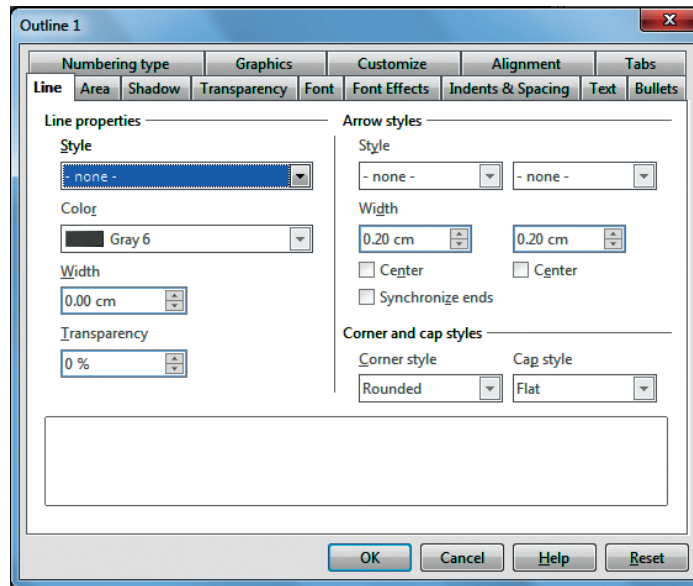 Outline 1
Numbering type Graphics Customize Alignment Tabs
Line Area Shadow Transparency Font Font Effects Indents & Spacing Text Bullets
Line properties
Style
- none -
Color
Gray 6
Width
0.00 cm
Transparency
0 %
Arrow styles
Style
- none - - none -
Width
0.20 cm 0.20 cm
Center Center
Synchronize ends
Corner and cap styles
Corner style Cap style
Rounded Flat
OK Cancel Help Reset